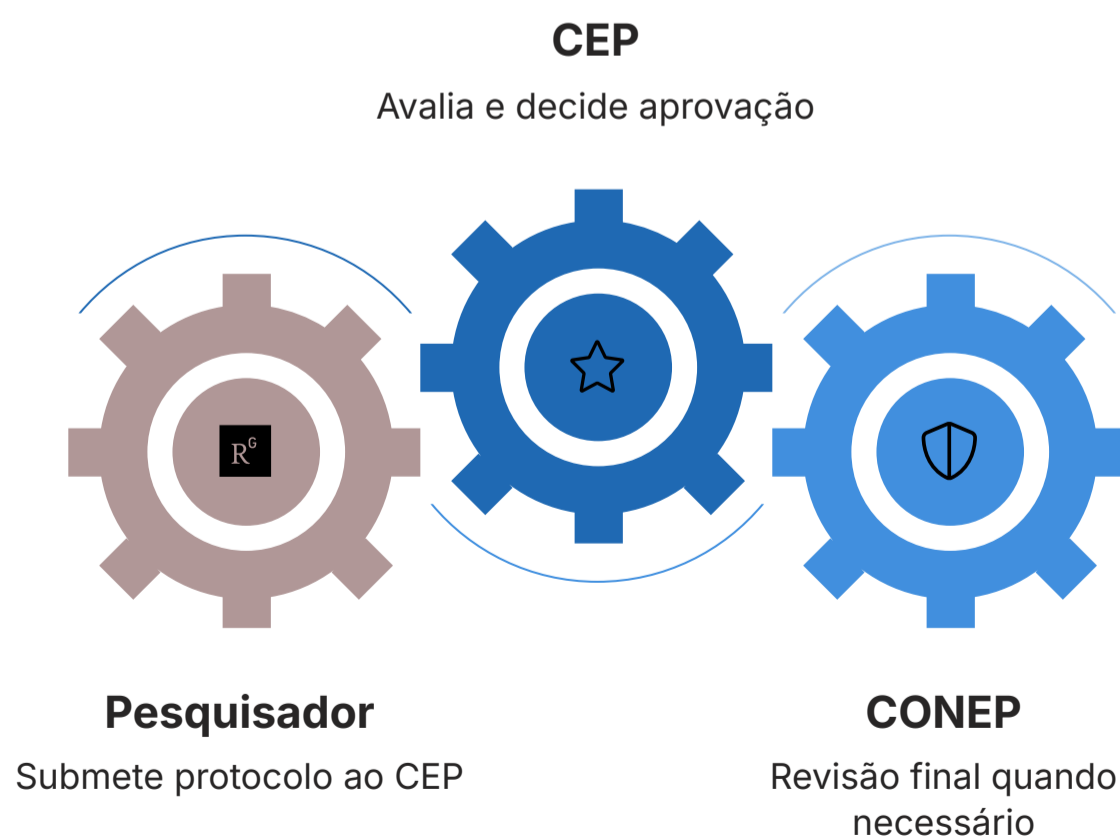 CEP
Avalia e decide aprovação
RG
Pesquisador
Submete protocolo ao CEP
CONEP
Revisão final quando
necessário